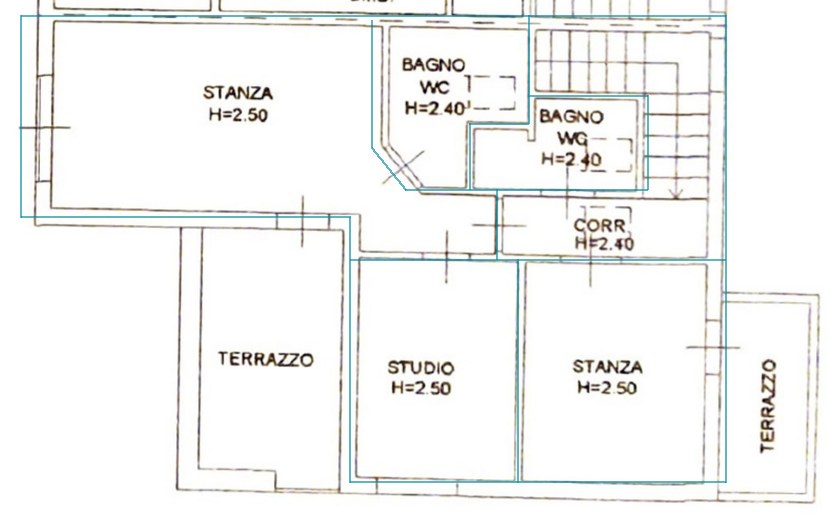 STANZA
H=2.50
BAGNO
WC
H=2.40
BAGNO
WC
H=2.40
CORR.
H=2.40
TERRAZZO
STUDIO
H=2.50
STANZA
H=2.50
TERRAZZO